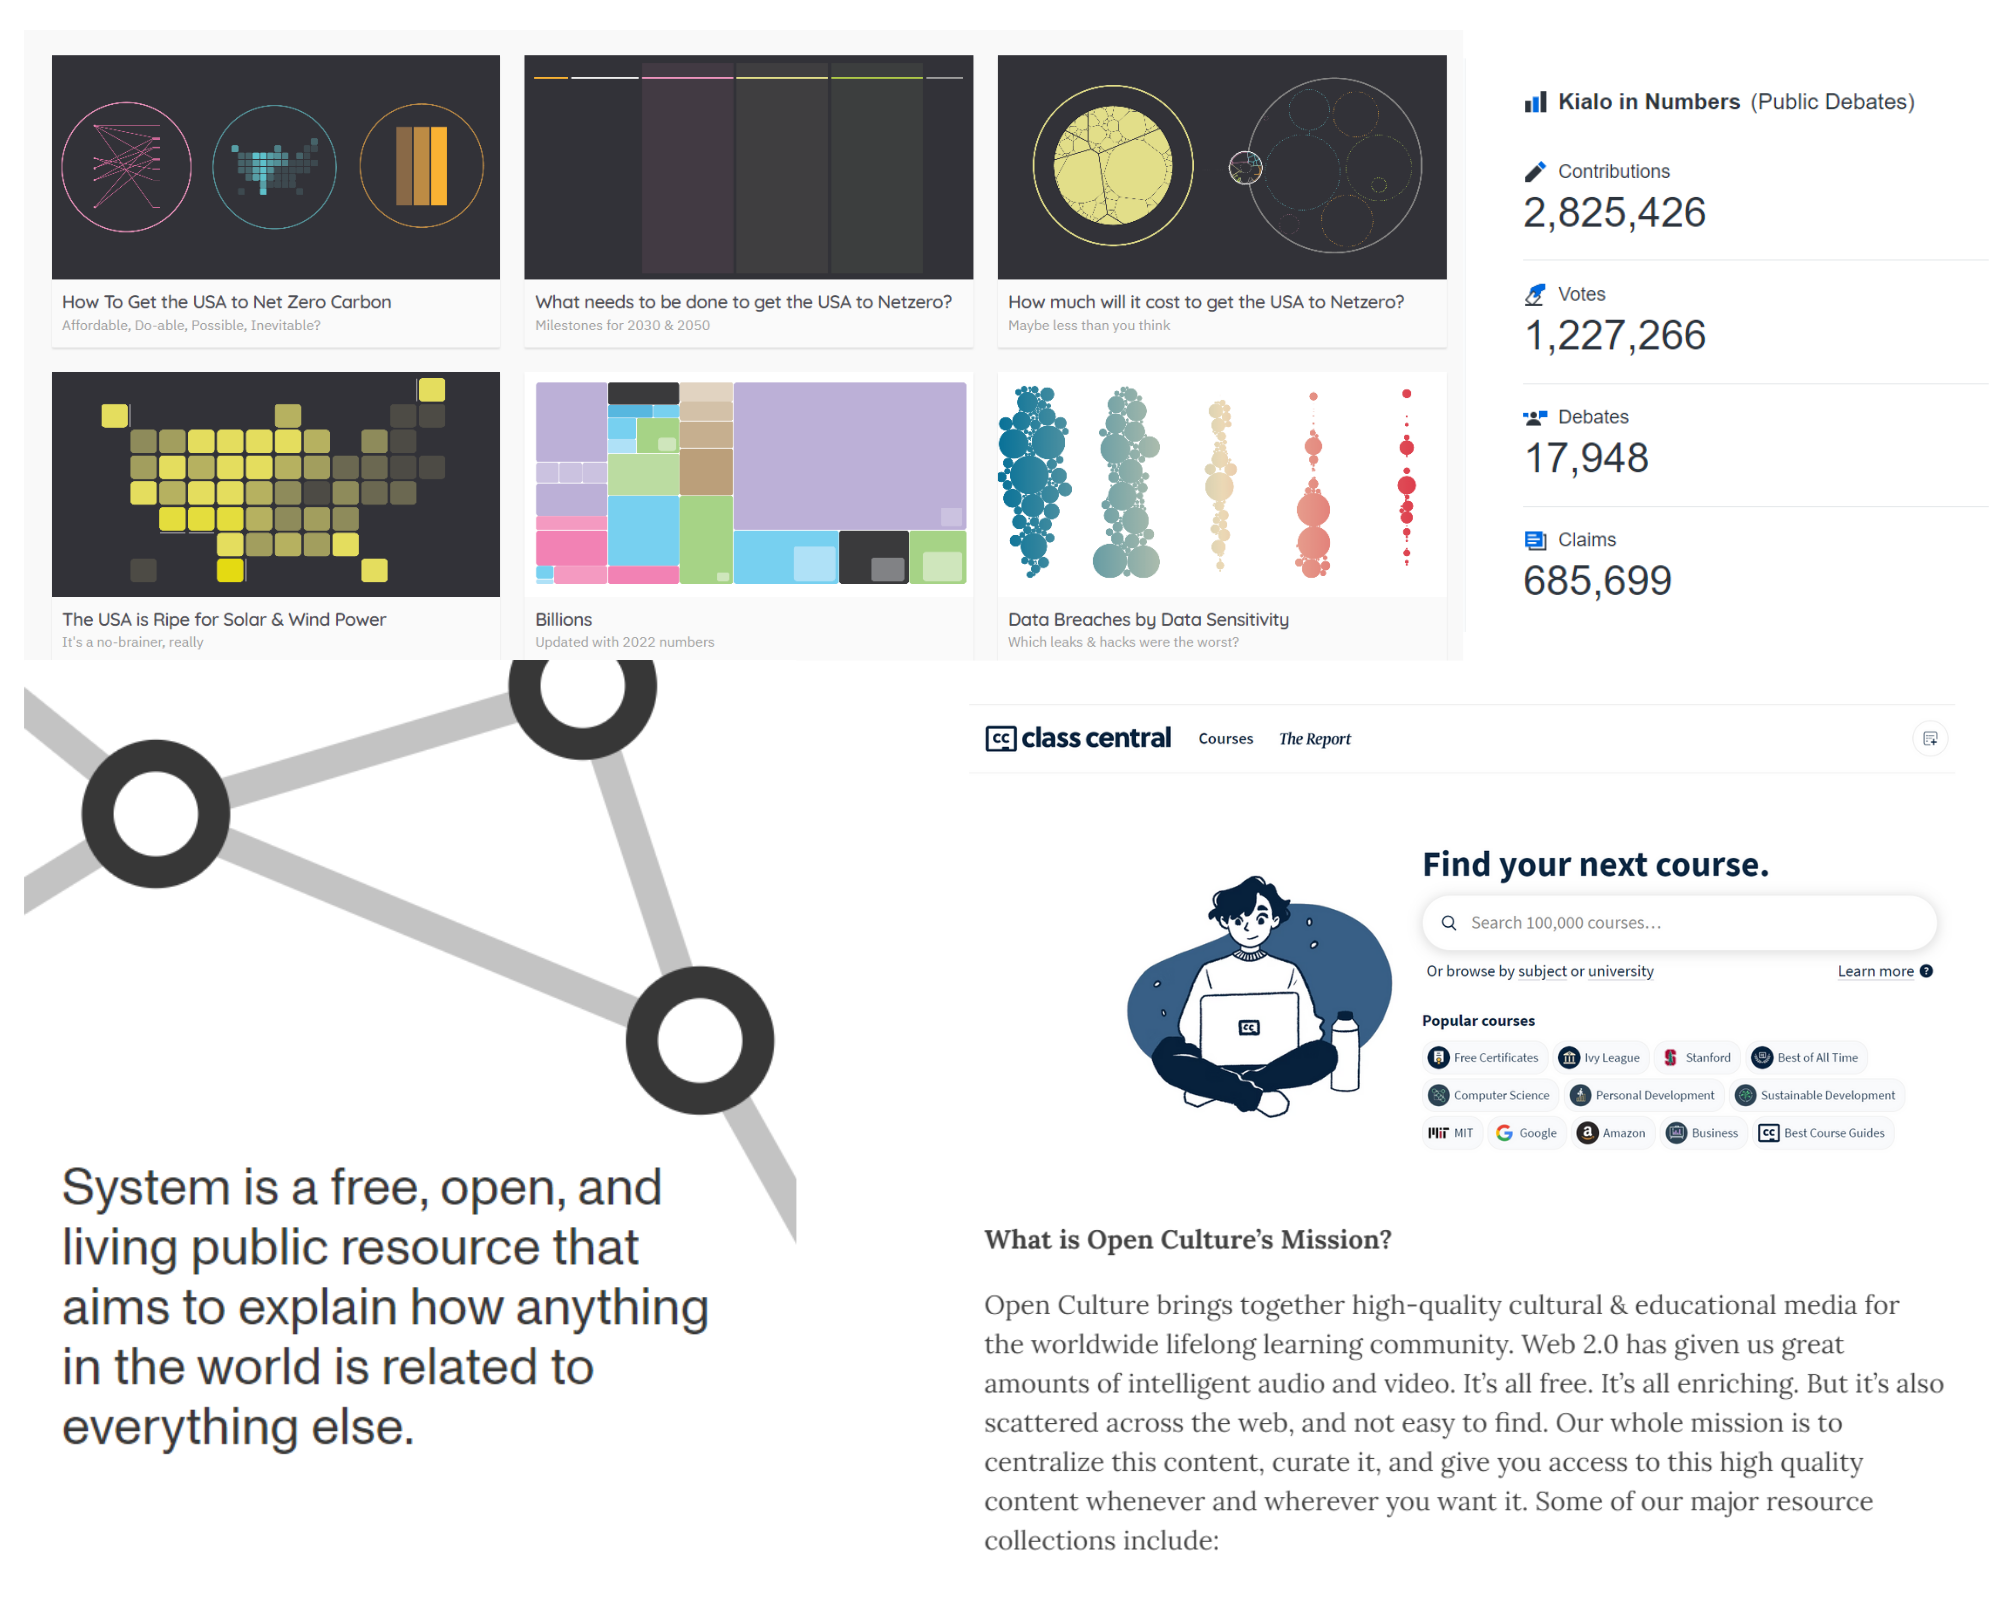 How To Get the USA to Net Zero Carbon
Affordable, Do-able, Possible, Inevitable?
What needs to be done to get the USA to Netzero?
Milestones for 2030 & 2050
How much will it cost to get the USA to Netzero?
Maybe less than you think
The USA is Ripe for Solar & Wind Power
It's a no-brainer, really
Billions
Updated with 2022 numbers
Data Breaches by Data Sensitivity
Which leaks & hacks were the worst?
Kialo in Numbers (Public Debates)
Contributions
2,825,426
Votes
1,227,266
Debates
17,948
Claims
685,699
System is a free, open, and
living public resource that
aims to explain how anything
in the world is related to
everything else.
cc class central Courses The Report
Find your next course.
Search 100,000 courses...
Or browse by subject or university Learn more ?
cc
Popular courses
Free Certificates Ivy League S Stanford Best of All Time
Computer Science Personal Development Sustainable Development
MIT MIT G Google a Amazon Business cc Best Course Guides
What is Open Culture’s Mission?
Open Culture brings together high-quality cultural & educational media for
the worldwide lifelong learning community. Web 2.0 has given us great
amounts of intelligent audio and video. It’s all free. It’s all enriching. But it’s also
scattered across the web, and not easy to find. Our whole mission is to
centralize this content, curate it, and give you access to this high quality
content whenever and wherever you want it. Some of our major resource
collections include: